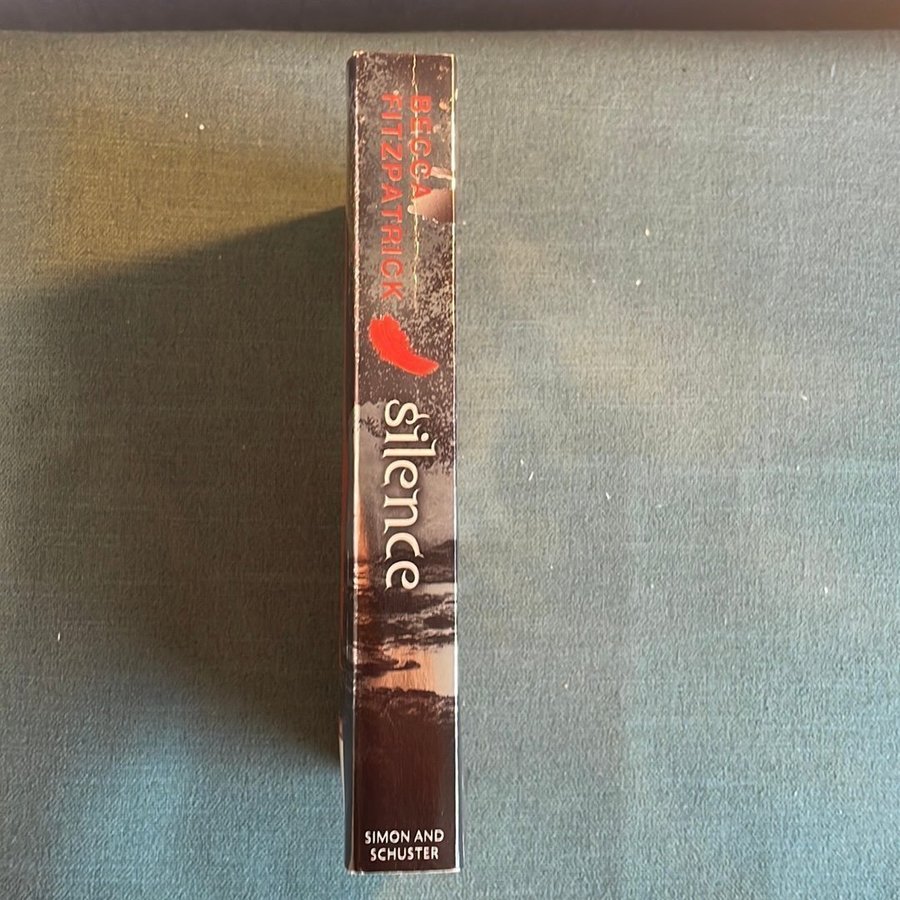 BECCA
FITZPATRICK
silence
SIMON AND
SCHUSTER